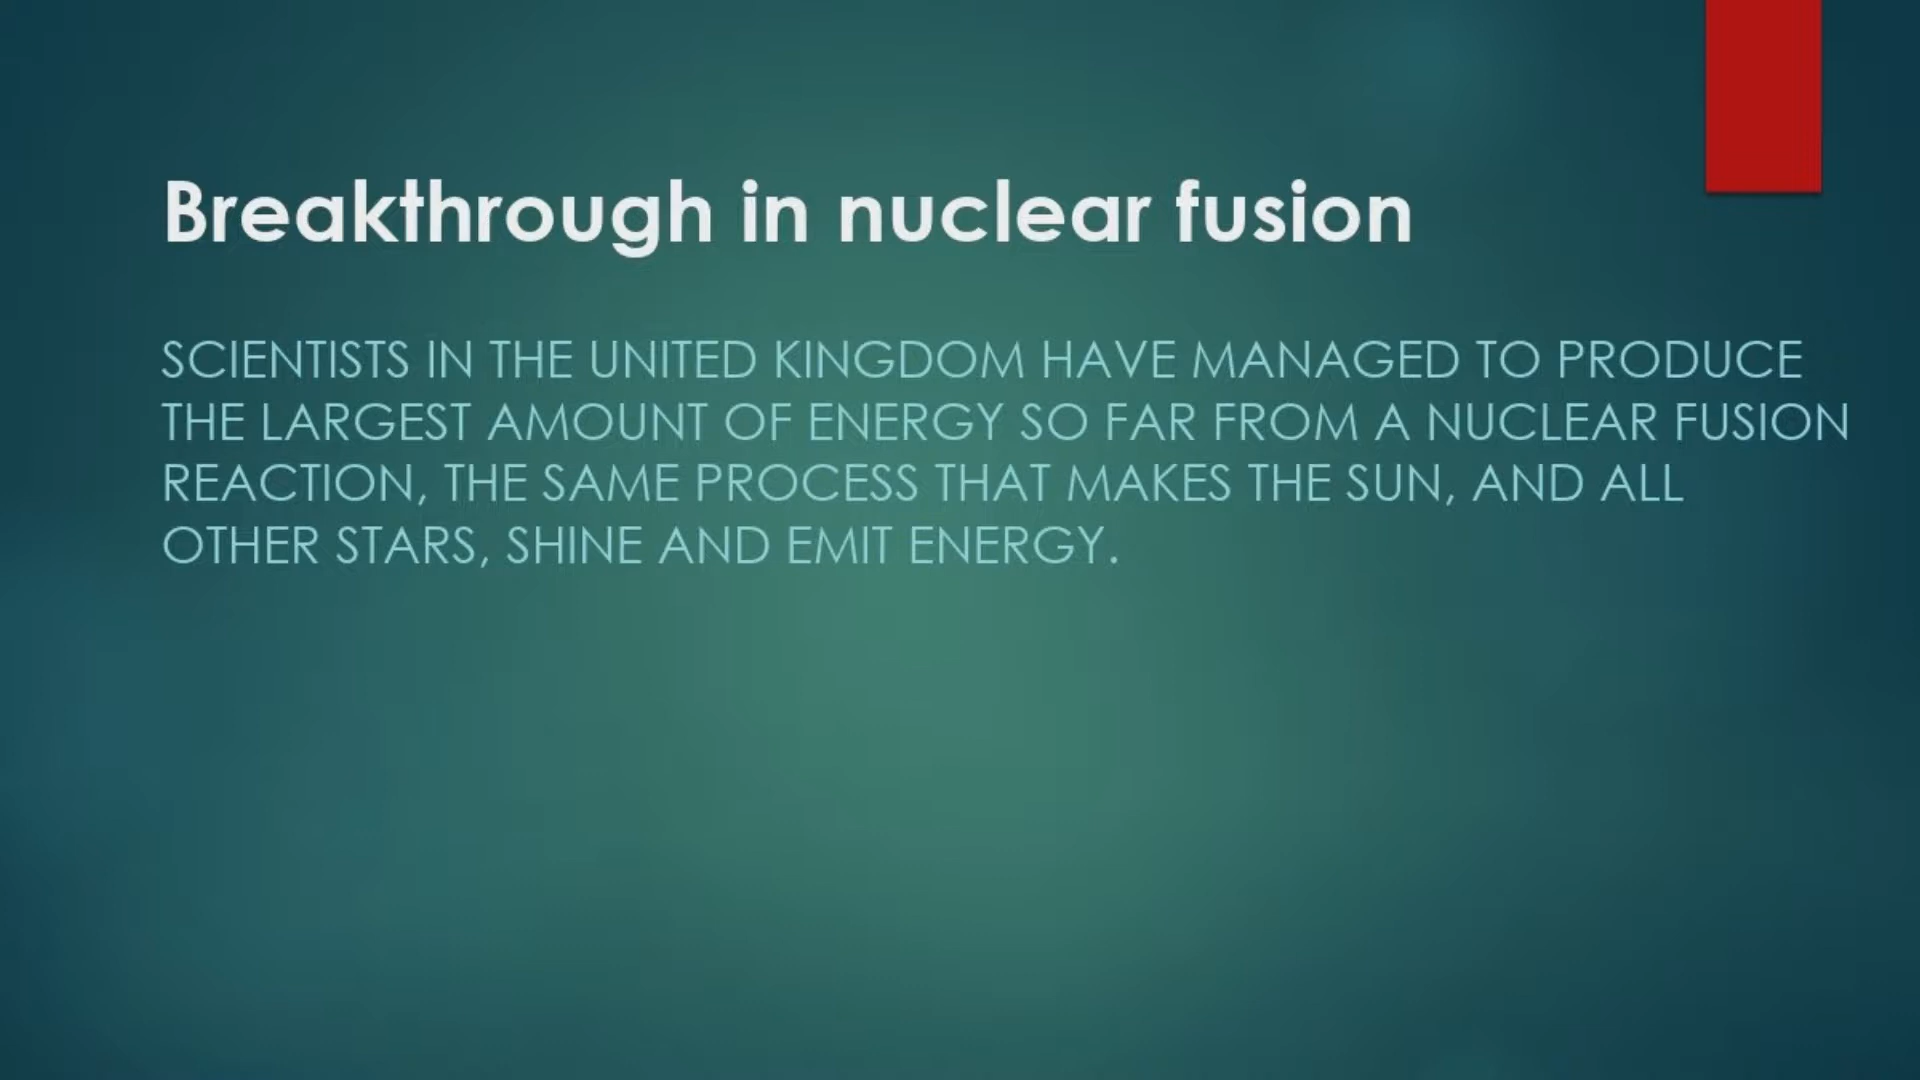 Breakthrough in nuclear fusion
SCIENTISTS IN THE UNITED KINGDOM HAVE MANAGED TO PRODUCE
THE LARGEST AMOUNT OF ENERGY SO FAR FROM A NUCLEAR FUSION
REACTION, THE SAME PROCESS THAT MAKES THE SUN, AND ALL
OTHER STARS, SHINE AND EMIT ENERGY.